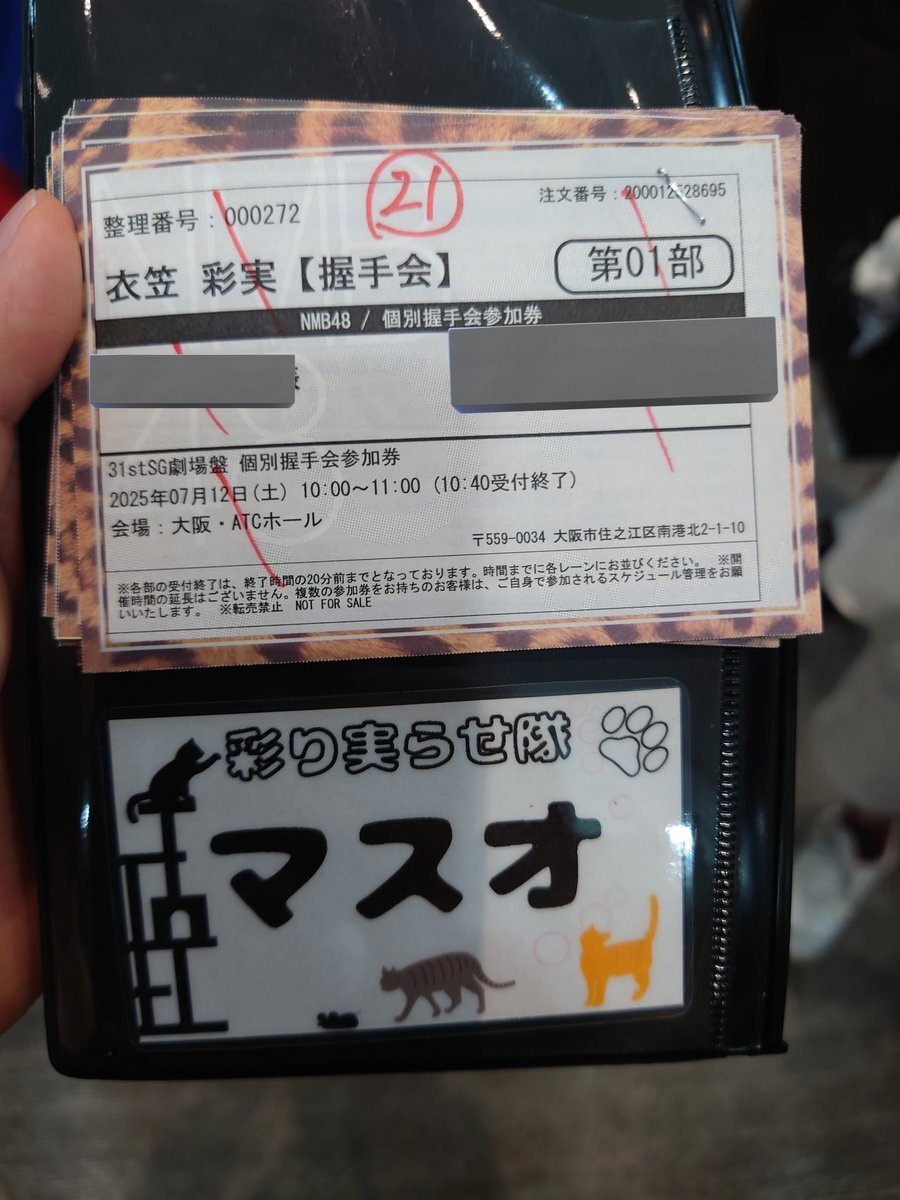 整理番号：000272
21
注文番号：
衣笠 彩実【握手会】
第01部
NMB48 / 個別握手会参加券
31stSG劇場盤 個別握手会参加券
2025年07月12日(土) 10:00～11:00 (10:40受付終了)
会場：大阪・ATCホール
〒559-0034 大阪市住之江区南港北2-1-10
※各部の受付終了は、終了時間の20分前までとなっております。時間までに各レーンにお並びください。 ※開
催時間の延長はございません。複数の参加券をお持ちのお客様は、ご自身で参加されるスケジュール管理をお願
いいたします。 ※転売禁止 NOT FOR SALE
彩り実らせ隊
マスオ